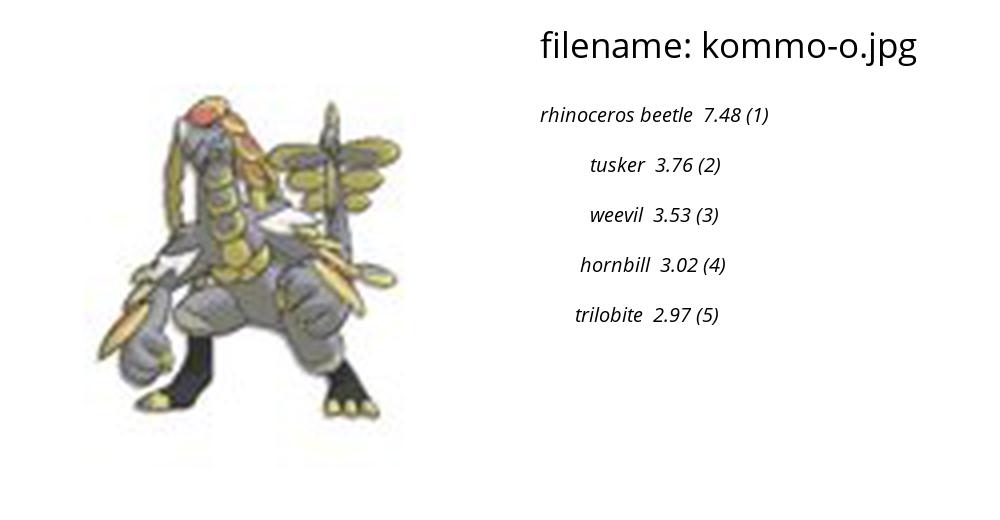 filename: kommo-o.jpg
rhinoceros beetle 7.48 (1)
tusker 3.76 (2)
weevil 3.53 (3)
hornbill 3.02 (4)
trilobite 2.97 (5)